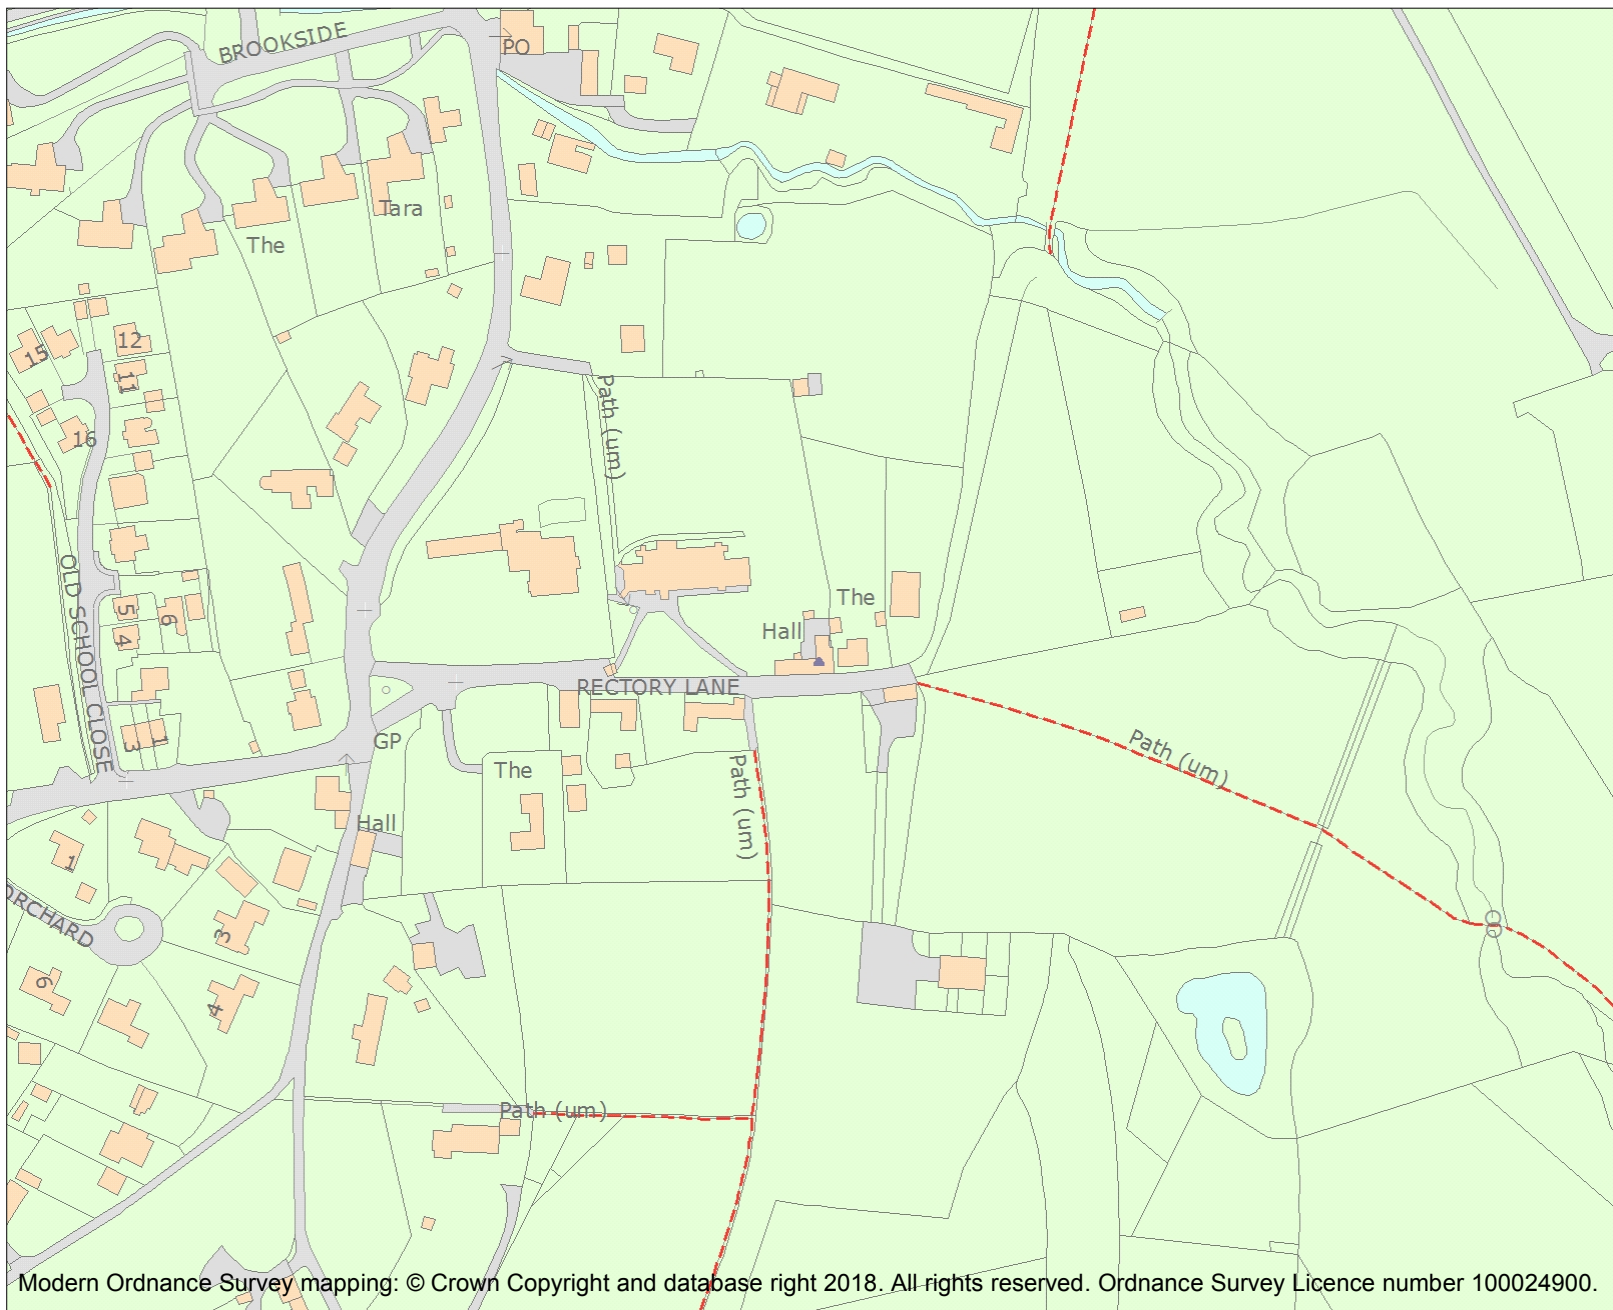 BROOKSIDE
PO
Tara
The
12
15
11
16
Path (um)
OLD SCHOOL CLOSE
5
6
4
The
Hall
RECTORY LANE
3
1
GP
The
Path (um)
Path (um)
Hall
1
ORCHARD
3
6
4
Path (um)
Modern Ordnance Survey mapping: © Crown Copyright and database right 2018. All rights reserved. Ordnance Survey Licence number 100024900.